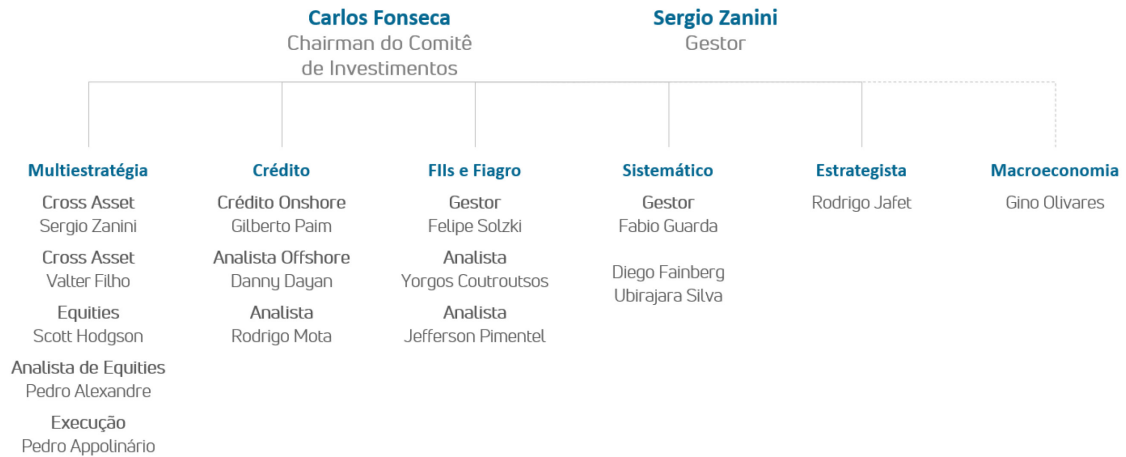 Carlos Fonseca
Chairman do Comitê
de Investimentos
Sergio Zanini
Gestor
Multiestratégia
Cross Asset
Sergio Zanini
Cross Asset
Valter Filho
Equities
Scott Hodgson
Analista de Equities
Pedro Alexandre
Execução
Pedro Appolinário
Crédito
Crédito Onshore
Gilberto Paim
Analista Offshore
Danny Dayan
Analista
Rodrigo Mota
FIIs e Fiagro
Gestor
Felipe Solzki
Analista
Yorgos Coutroutsos
Analista
Jefferson Pimentel
Sistemático
Gestor
Fabio Guarda
Diego Fainberg
Ubirajara Silva
Estrategista
Rodrigo Jafet
Macroeconomia
Gino Olivares